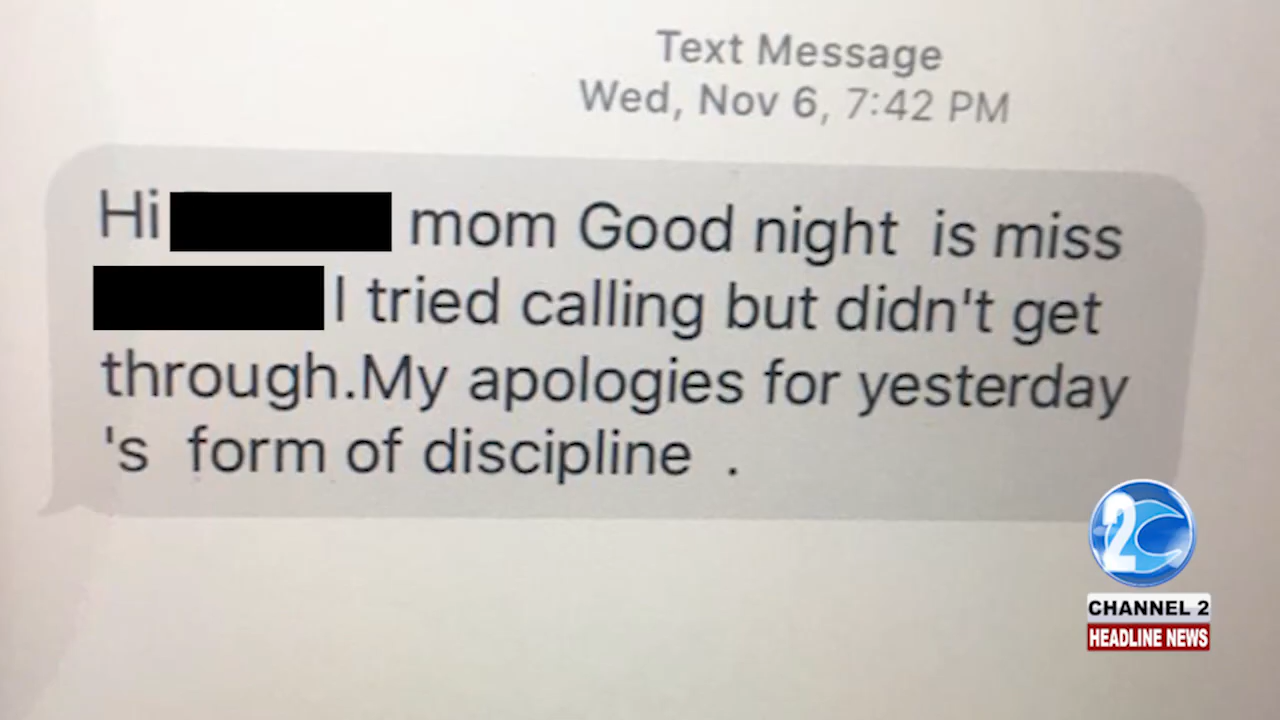 Text Message
Wed, Nov 6, 7:42 PM
Hi mom Good night is miss
I tried calling but didn't get
through.My apologies for yesterday
's form of discipline .
2
CHANNEL 2
HEADLINE NEWS